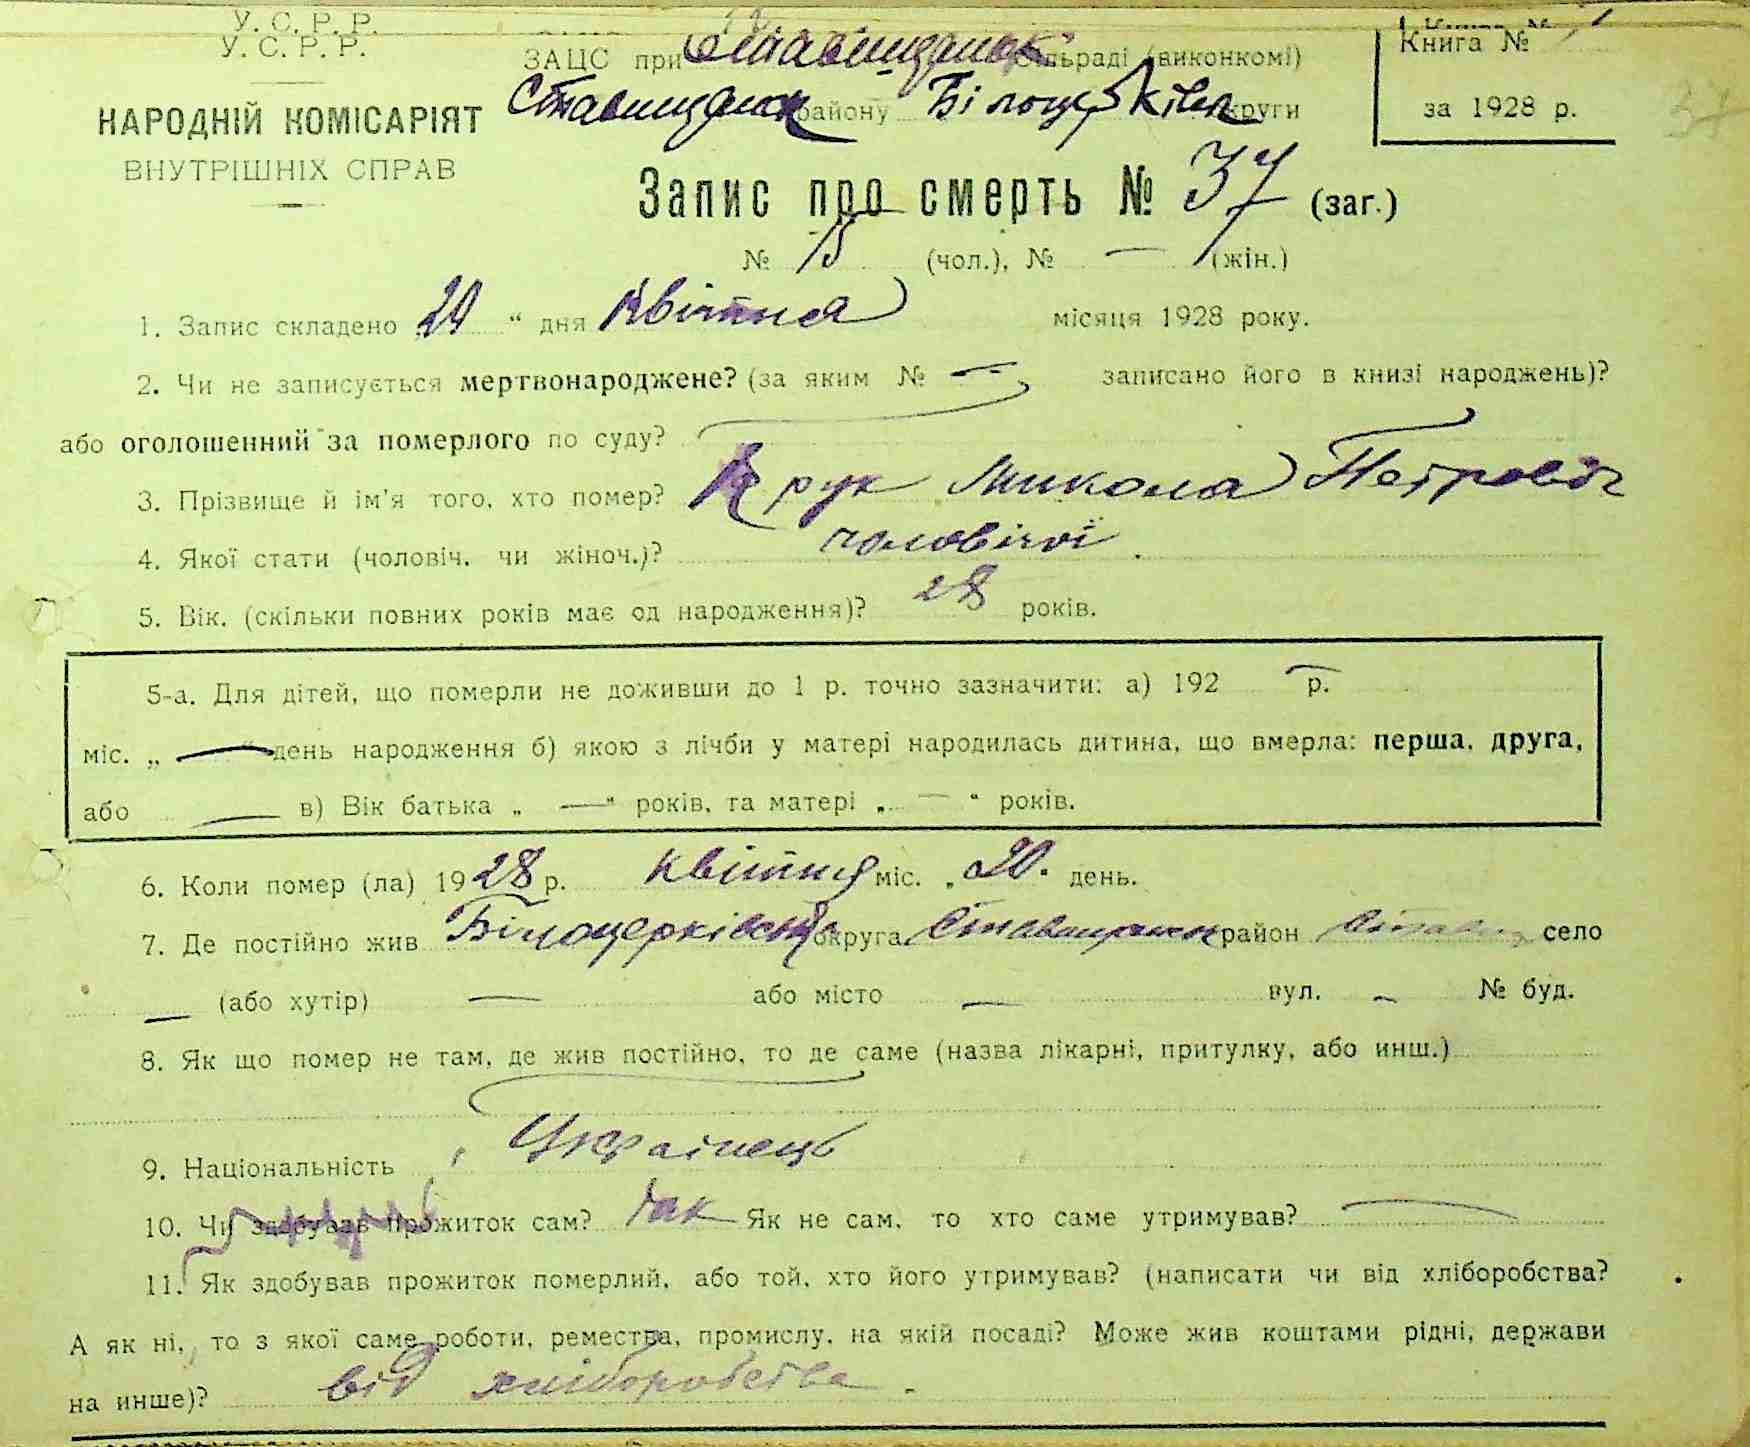 У. С. Р. Р.
У. С. Р. Р.
НАРОДНІЙ КОМІСАРІЯТ
ВНУТРІШНІХ СПРАВ
ЗАЦС при Ставищанськ сільраді (виконкомі)
Ставищанськ району Білоцерків округи
Книга №
Книга № 1
за 1928 р.
37
Запис про смерть № 37 (заг.)
№ 15 (чол.), № — (жін.)
1. Запис складено 20 “ дня Квітня місяця 1928 року.
2. Чи не записується мертвонароджене? (за яким № — записано його в книзі народжень)?
або оголошенний за померлого по суду?
3. Прізвище й ім'я того, хто помер? Крук Микола Петрович
4. Якої стати (чоловіч. чи жіноч.)? чоловічої.
5. Вік. (скільки повних років має од народження)? 28 років.
5-а. Для дітей, що померли не доживши до 1 р. точно зазначити: а) 192 — р.
міс. „ — “ день народження б) якою з лічби у матері народилась дитина, що вмерла: перша, друга,
або — в) Вік батька „ — “ років, та матері „ — “ років.
6. Коли помер (ла) 1928 р. квітня міс. „ 20. день.
7. Де постійно жив Білоцерківськ округа Ставищанськ район Ставищ село
— (або хутір) — або місто — вул. — № буд.
8. Як що помер не там, де жив постійно, то де саме (назва лікарні, притулку, або инш.)
9. Національність Українець
10. Чи здобував прожиток сам? так Як не сам, то хто саме утримував? —
11. Як здобував прожиток померлий, або той, хто його утримував? (написати чи від хліборобства?
А як ні, то з якої саме роботи, ремества, промислу, на якій посаді? Може жив коштами рідні, держави
на инше)? від хліборобства.